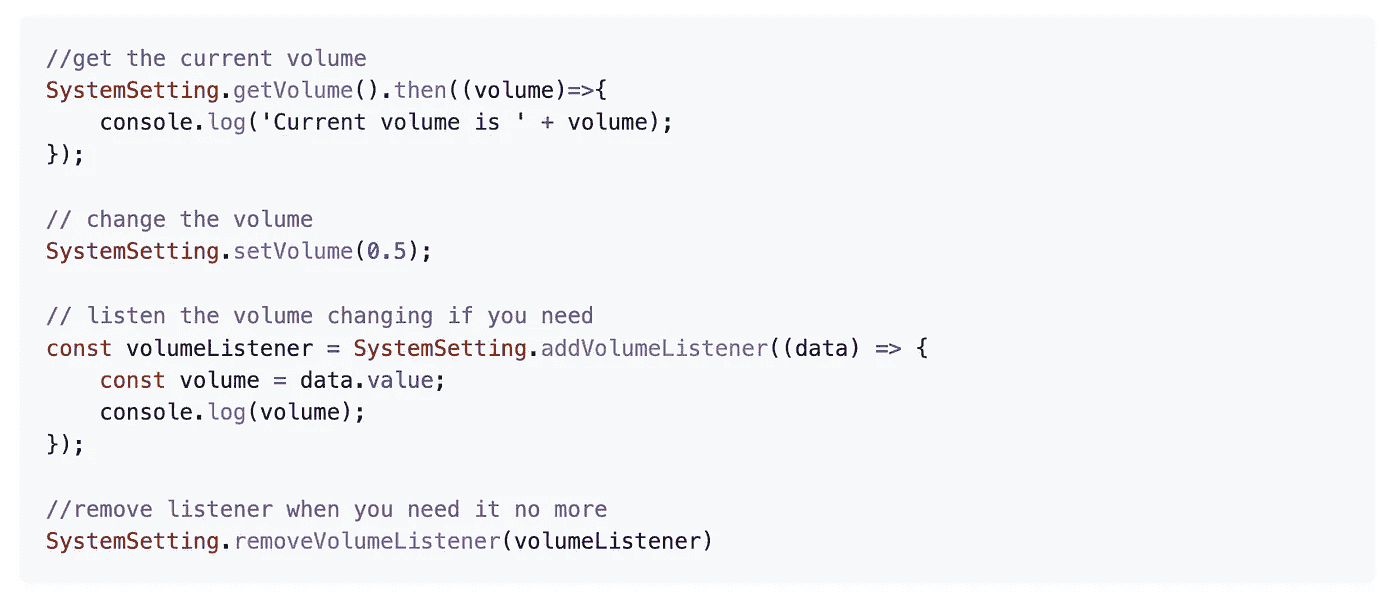 //get the current volume
SystemSetting.getVolume().then((volume)=>{
    console.log('Current volume is ' + volume);
});

// change the volume
SystemSetting.setVolume(0.5);

// listen the volume changing if you need
const volumeListener = SystemSetting.addVolumeListener((data) => {
    const volume = data.value;
    console.log(volume);
});

//remove listener when you need it no more
SystemSetting.removeVolumeListener(volumeListener)